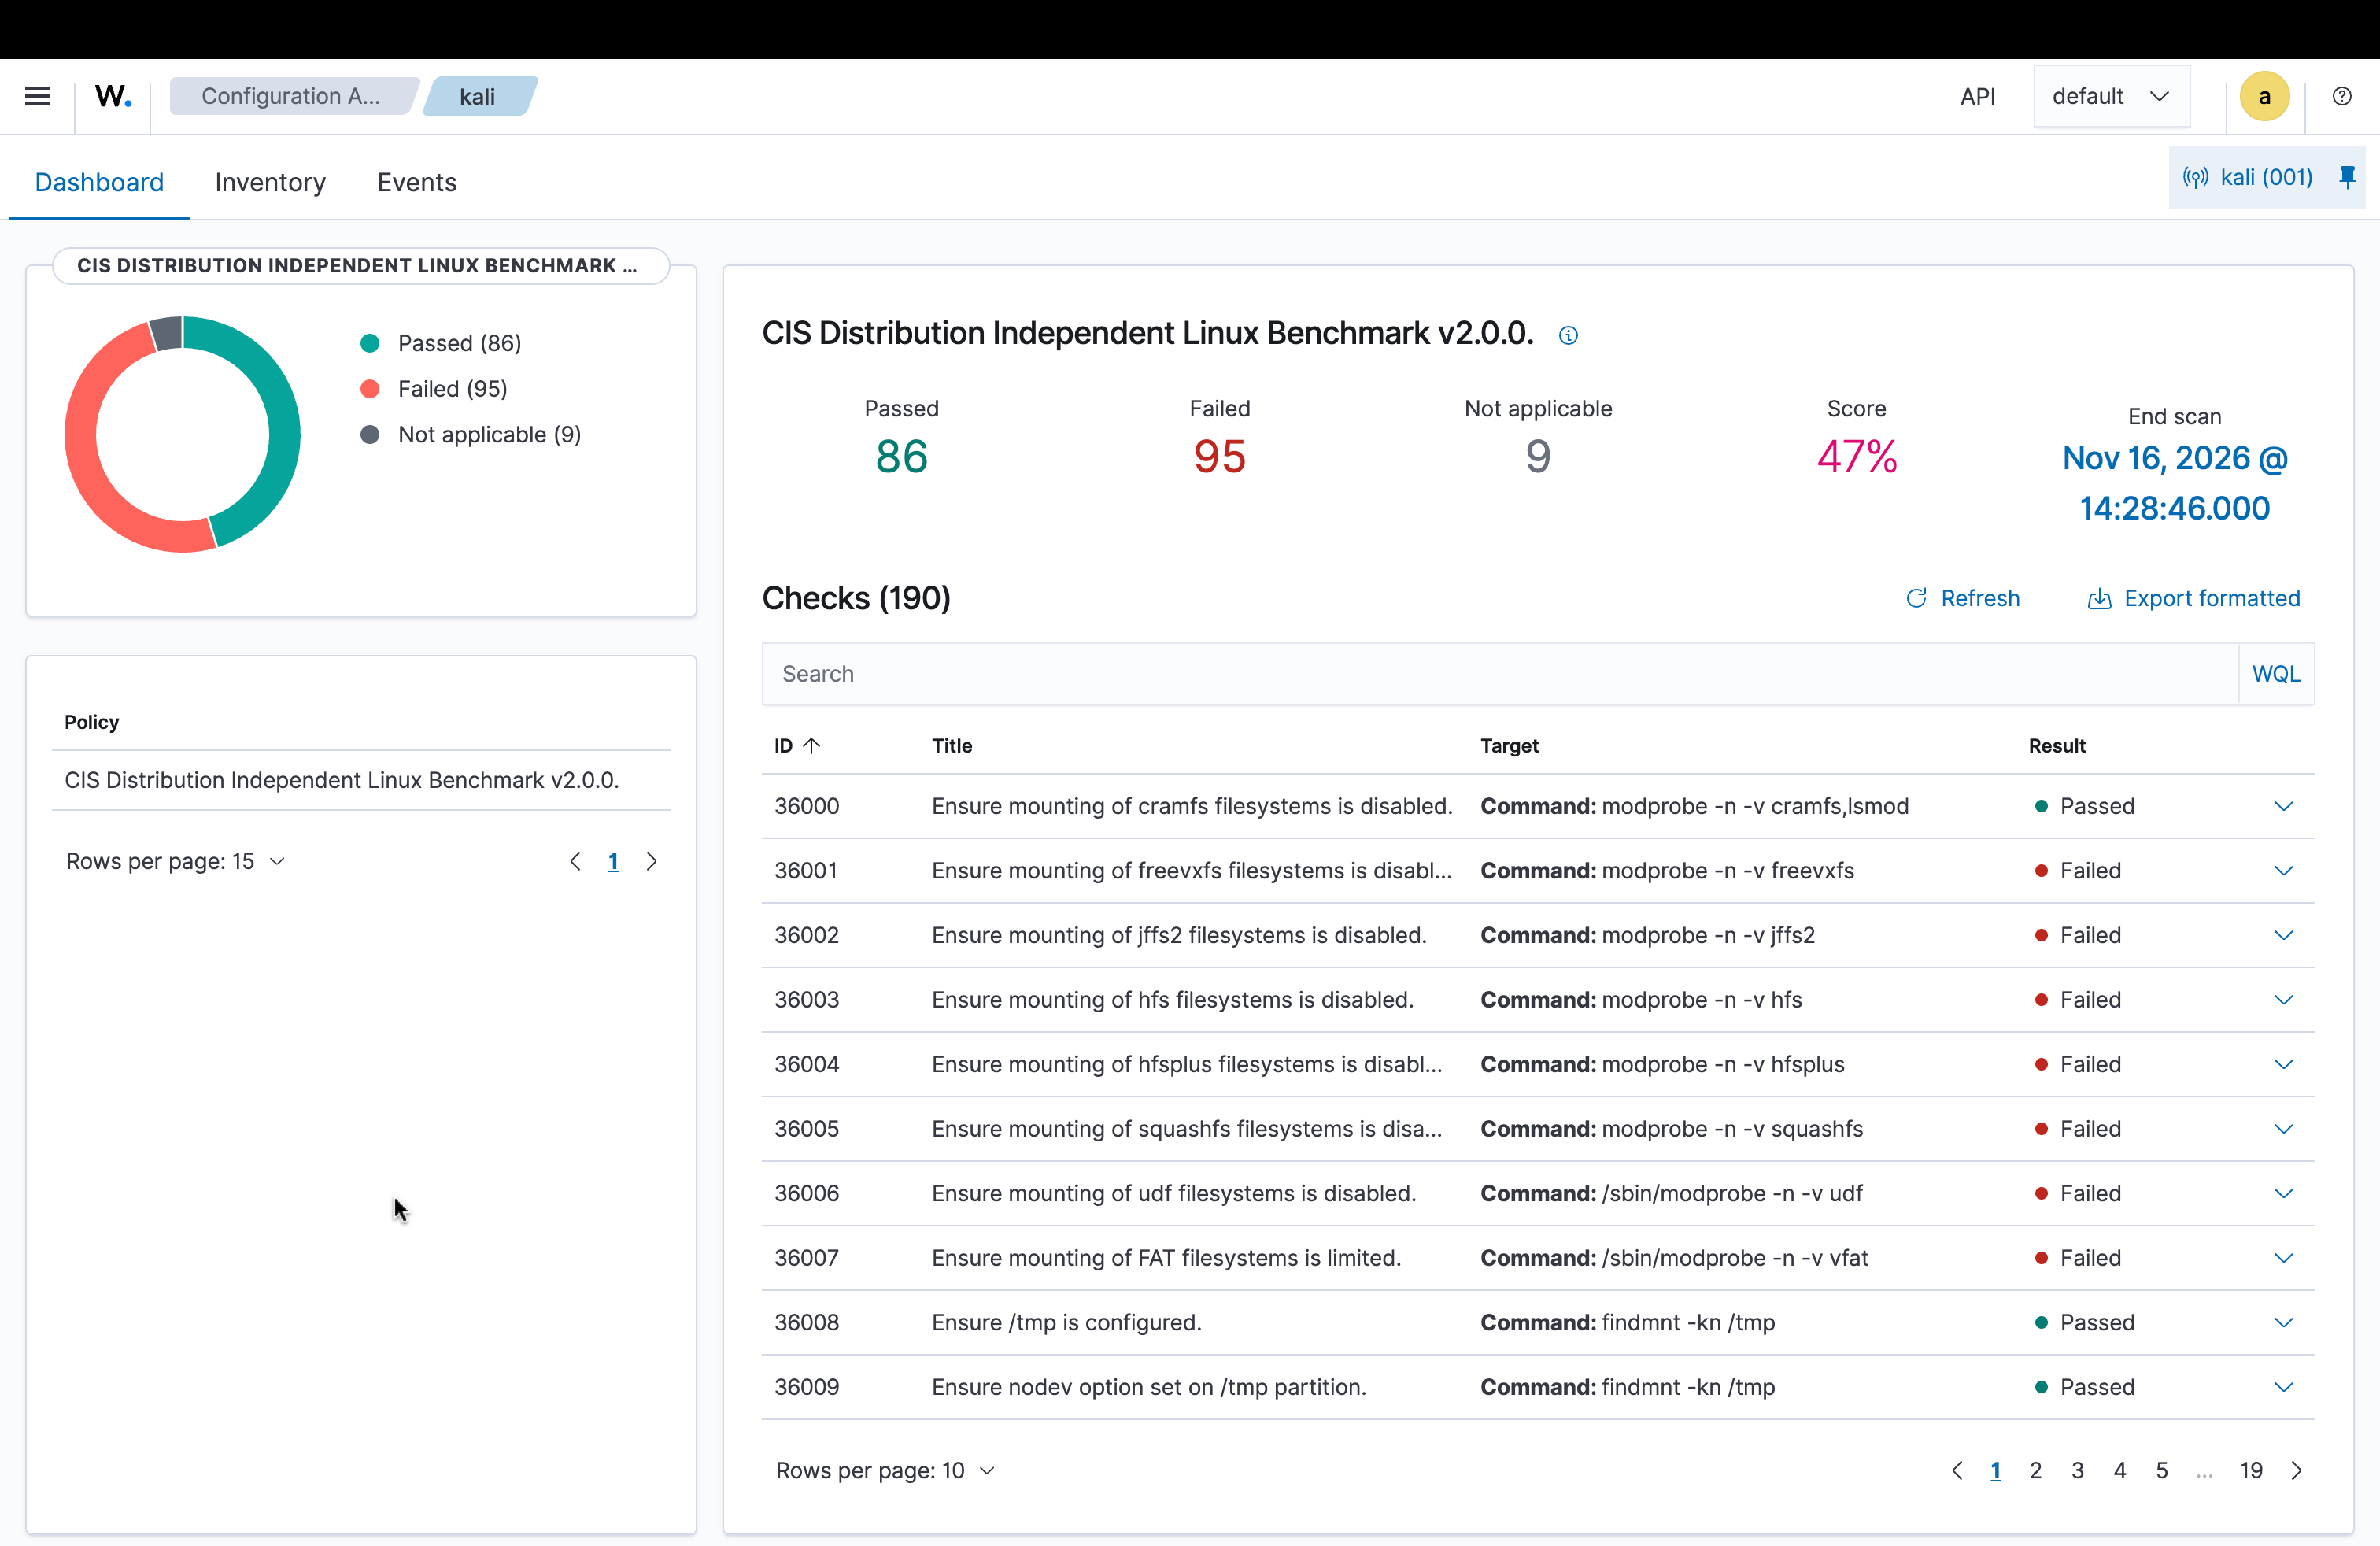 W.
Configuration A...
kali
API
default
a
Dashboard
Inventory
Events
kali (001)
CIS DISTRIBUTION INDEPENDENT LINUX BENCHMARK ...
Passed (86)
Failed (95)
Not applicable (9)
Policy
CIS Distribution Independent Linux Benchmark v2.0.0.
Rows per page: 15
1
CIS Distribution Independent Linux Benchmark v2.0.0.
Passed
86
Failed
95
Not applicable
9
Score
47%
End scan
Nov 16, 2026 @
14:28:46.000
Checks (190)
Refresh
Export formatted
Search
WQL
ID Title Target Result
36000 Ensure mounting of cramfs filesystems is disabled. Command: modprobe -n -v cramfs,lsmod Passed
36001 Ensure mounting of freevxfs filesystems is disabl... Command: modprobe -n -v freevxfs Failed
36002 Ensure mounting of jffs2 filesystems is disabled. Command: modprobe -n -v jffs2 Failed
36003 Ensure mounting of hfs filesystems is disabled. Command: modprobe -n -v hfs Failed
36004 Ensure mounting of hfsplus filesystems is disabl... Command: modprobe -n -v hfsplus Failed
36005 Ensure mounting of squashfs filesystems is disa... Command: modprobe -n -v squashfs Failed
36006 Ensure mounting of udf filesystems is disabled. Command: /sbin/modprobe -n -v udf Failed
36007 Ensure mounting of FAT filesystems is limited. Command: /sbin/modprobe -n -v vfat Failed
36008 Ensure /tmp is configured. Command: findmnt -kn /tmp Passed
36009 Ensure nodev option set on /tmp partition. Command: findmnt -kn /tmp Passed
Rows per page: 10
1 2 3 4 5 ... 19